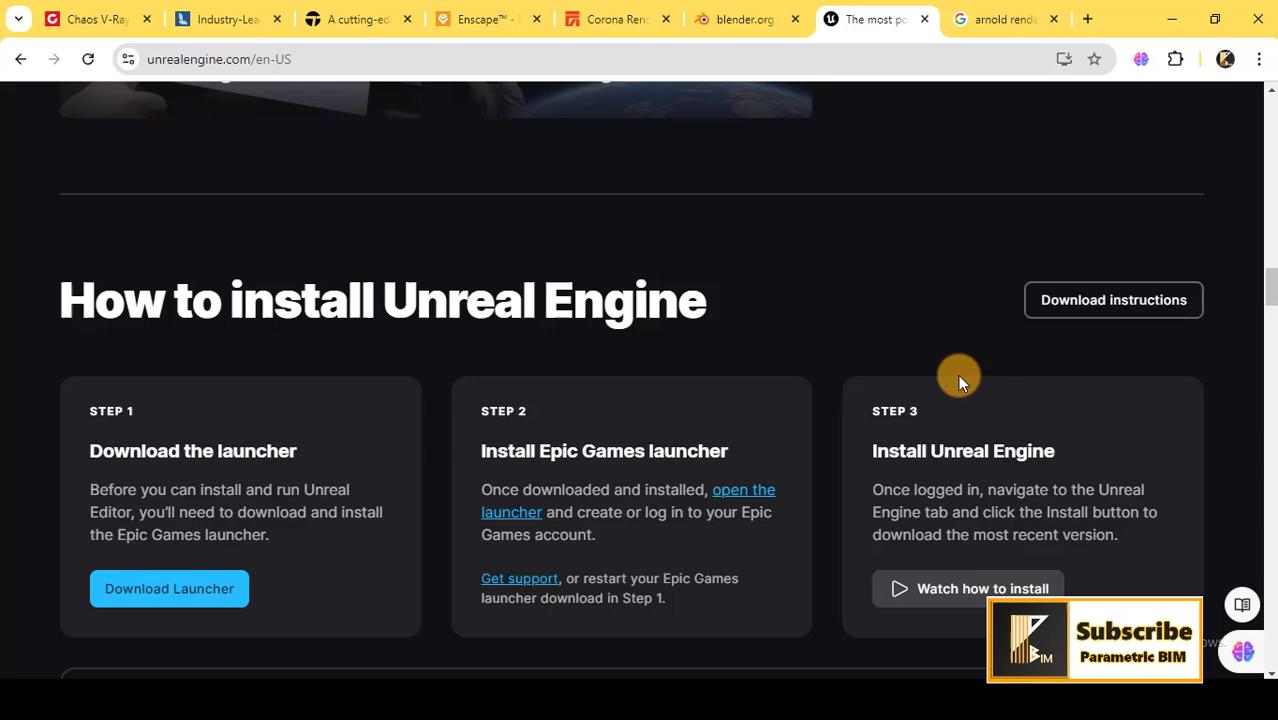 Chaos V-Ray
Industry-Lea
A cutting-ed
Enscape™ -
Corona Ren
blender.org
The most po
arnold rende
unrealengine.com/en-US
How to install Unreal Engine
Download instructions
STEP 1
Download the launcher
Before you can install and run Unreal
Editor, you'll need to download and install
the Epic Games launcher.
Download Launcher
STEP 2
Install Epic Games launcher
Once downloaded and installed, open the
launcher and create or log in to your Epic
Games account.
Get support, or restart your Epic Games
launcher download in Step 1.
STEP 3
Install Unreal Engine
Once logged in, navigate to the Unreal
Engine tab and click the Install button to
download the most recent version.
Watch how to install
BIM
Subscribe
Parametric BIM